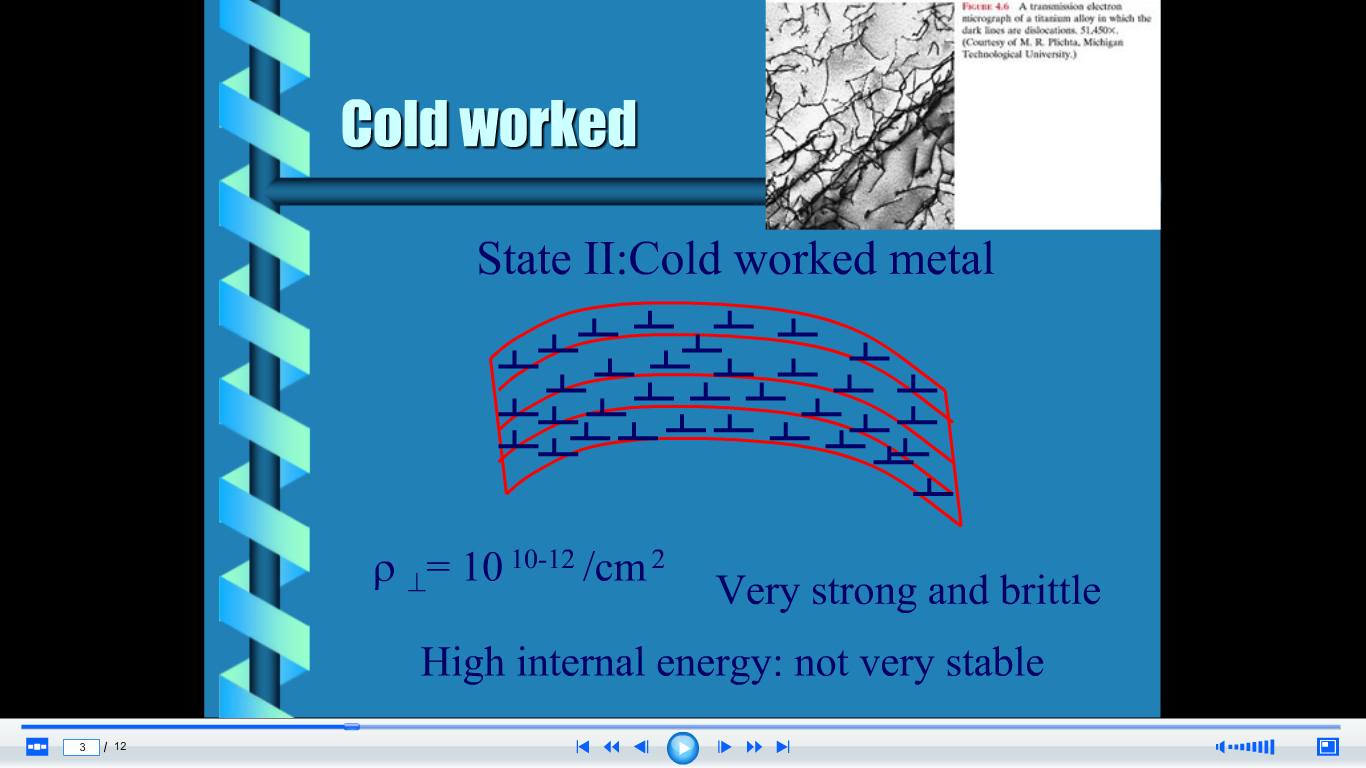 FIGURE 4.6 A transmission electron
micrograph of a titanium alloy in which the
dark lines are dislocations. 51,450×.
(Courtesy of M. R. Plichta, Michigan
Technological University.)
Cold worked
State II:Cold worked metal
ρ ⊥= 10 10-12 /cm 2
Very strong and brittle
High internal energy: not very stable
3 / 12